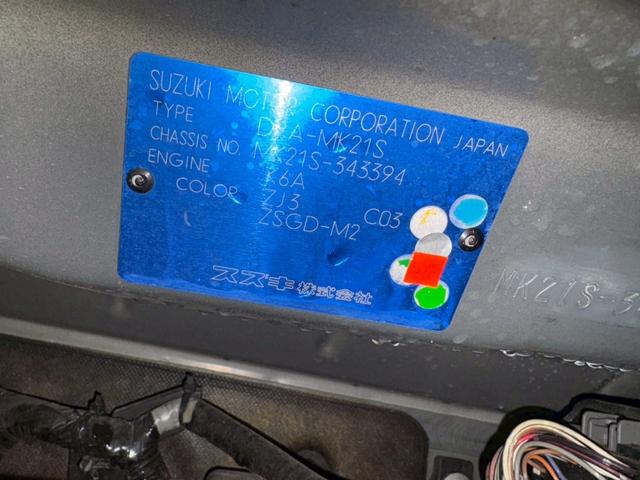 SUZUKI MOTOR CORPORATION JAPAN
TYPE DBA-MK21S
CHASSIS NO. MK21S-343394
ENGINE K6A
COLOR ZJ3 C03
ZSGD-M2
スズキ株式会社
MK21S-3